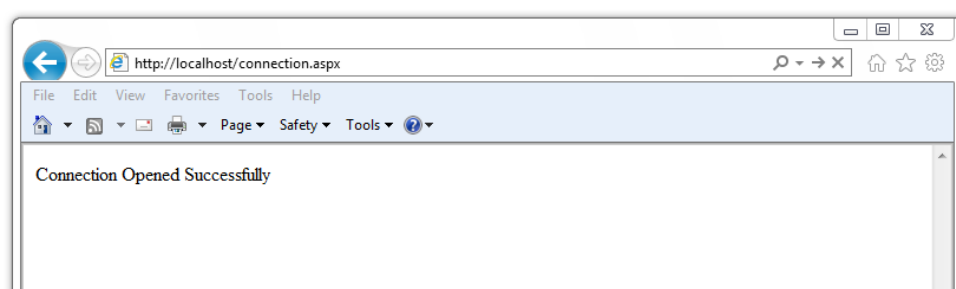 http://localhost/connection.aspx
File Edit View Favorites Tools Help
Page Safety Tools
Connection Opened Successfully